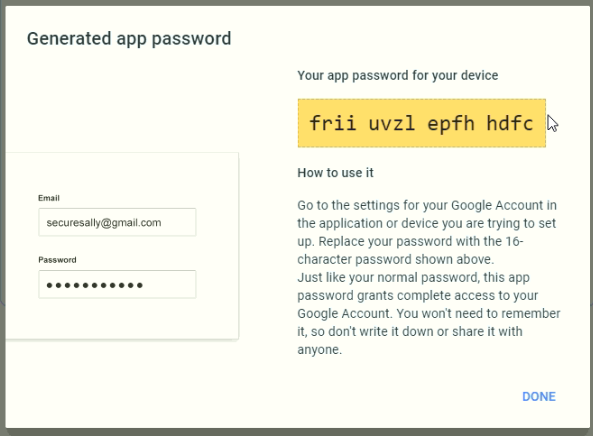 Generated app password
Your app password for your device
frii uvzl epfh hdfc
How to use it
Email
securesally@gmail.com
Password
Go to the settings for your Google Account in
the application or device you are trying to set
up. Replace your password with the 16-
character password shown above.
Just like your normal password, this app
password grants complete access to your
Google Account. You won't need to remember
it, so don't write it down or share it with
anyone.
DONE